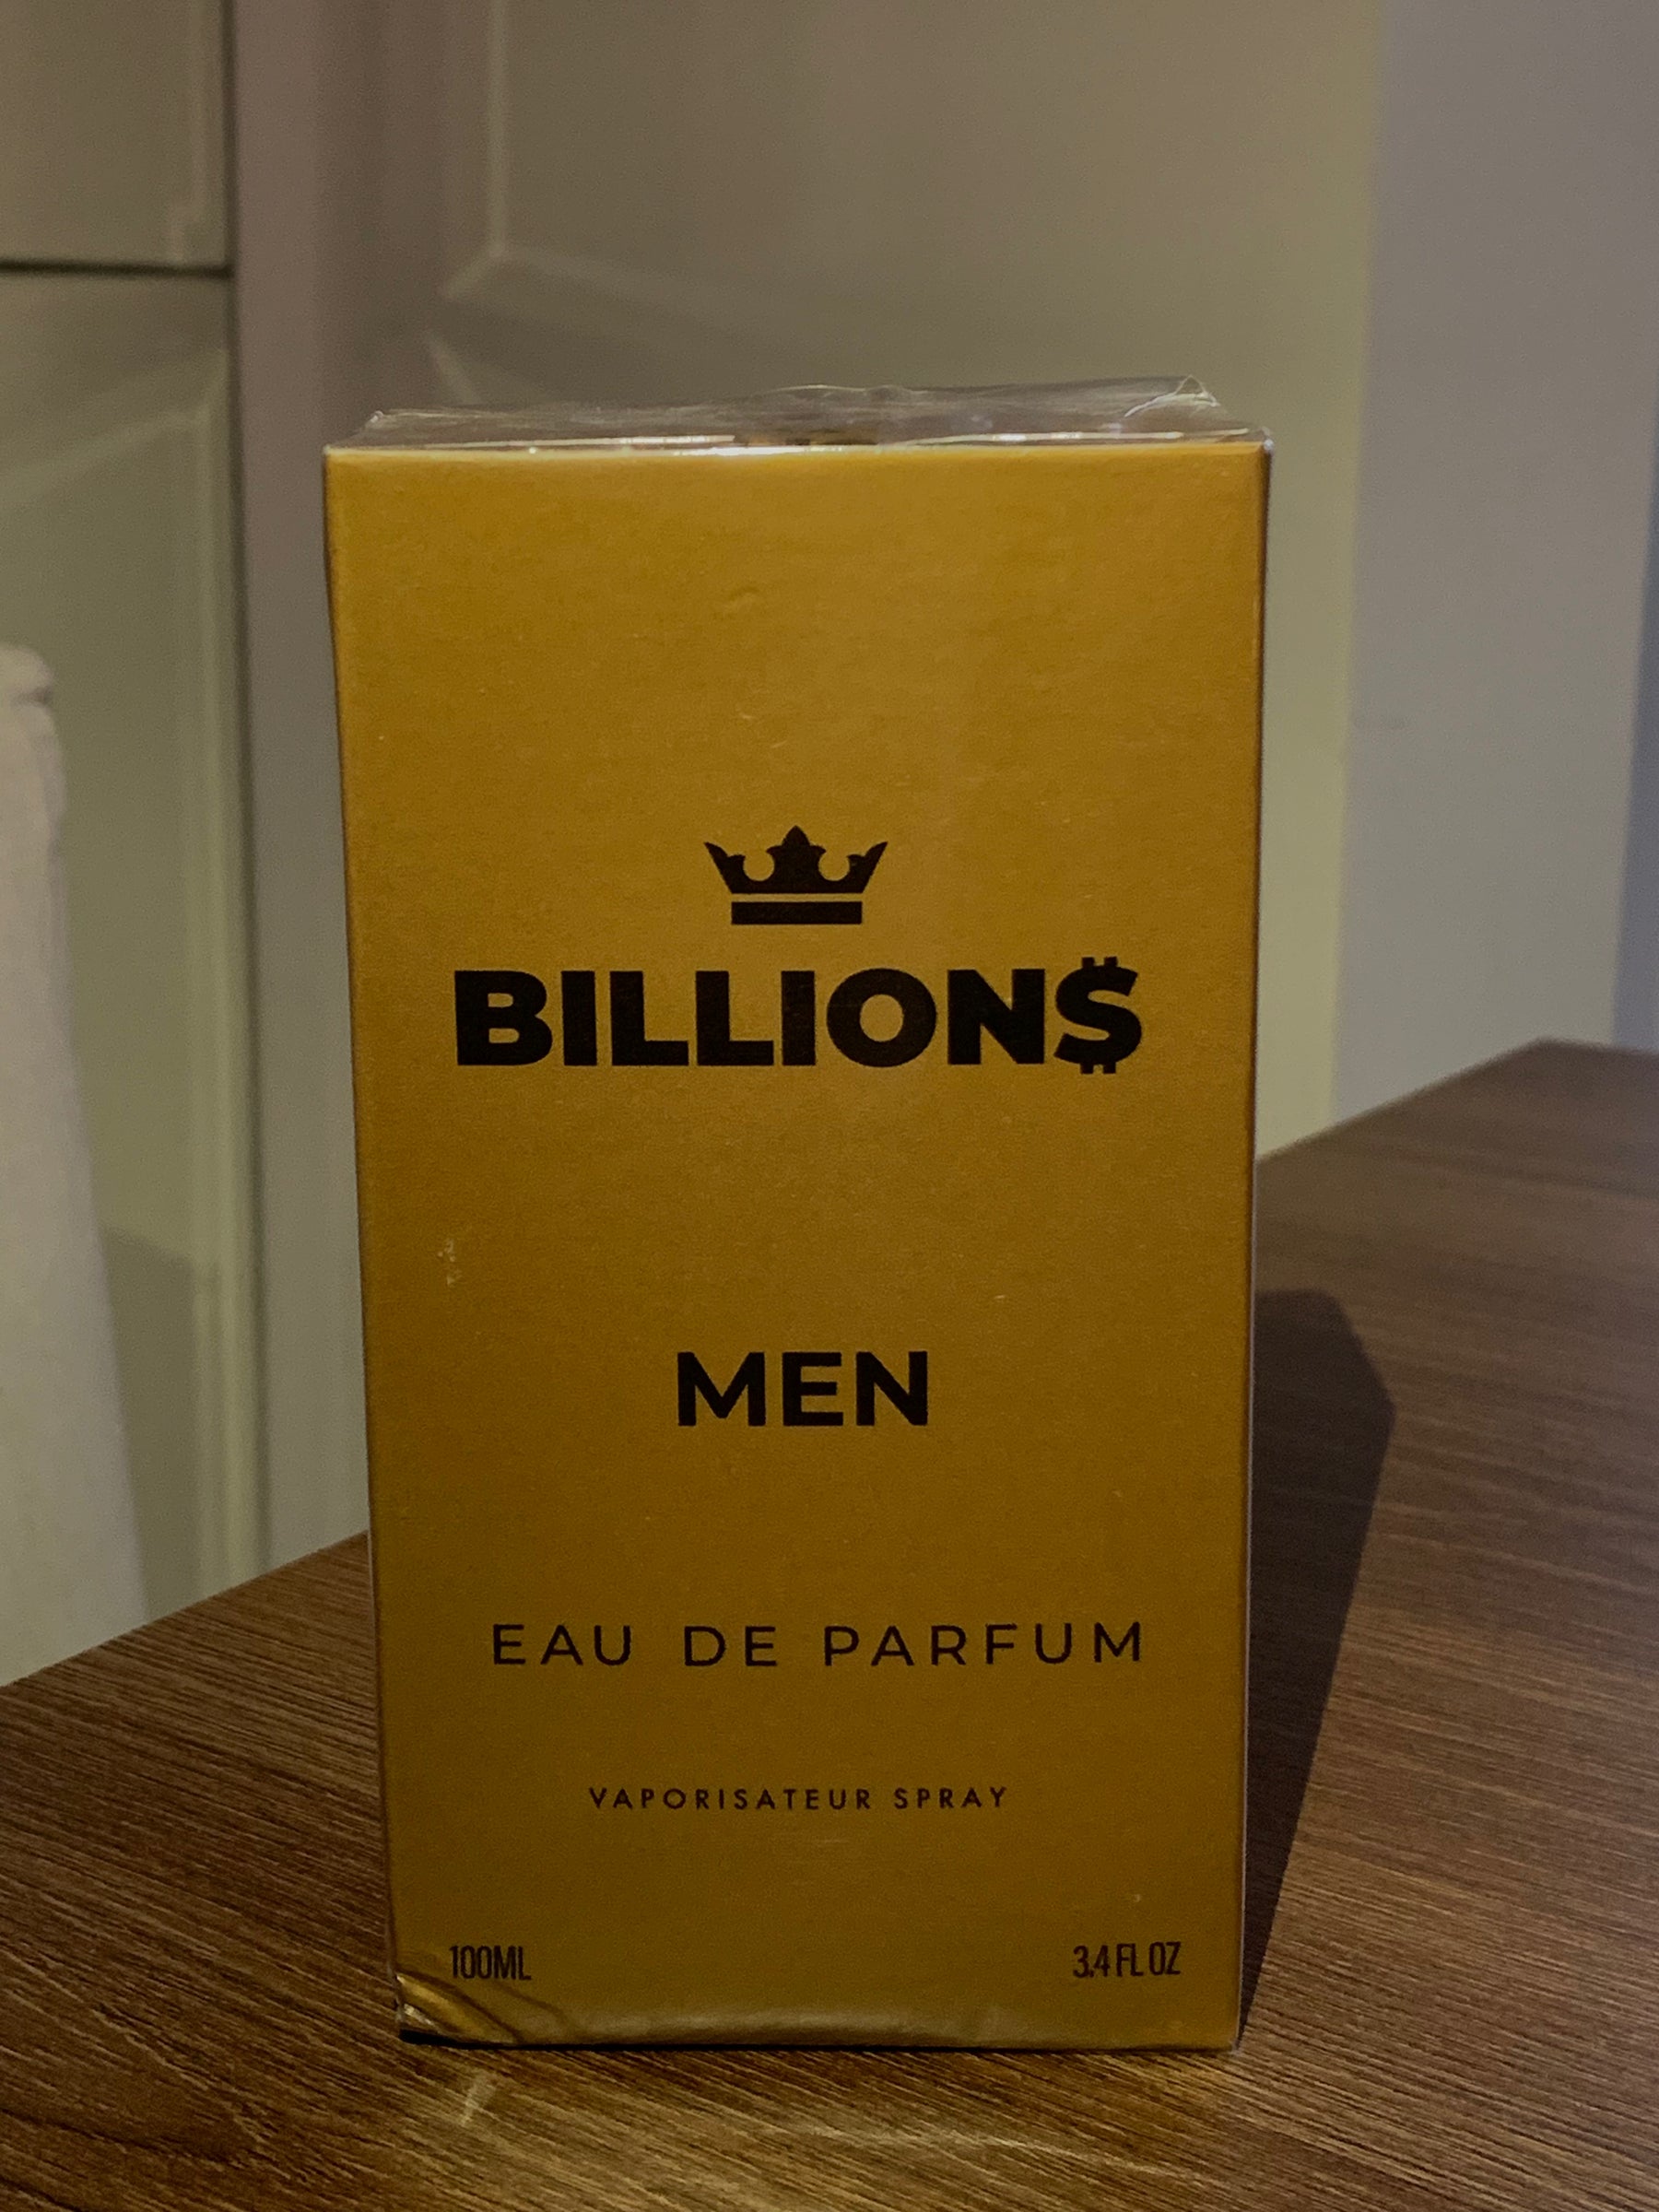 BILLION$
MEN
EAU DE PARFUM
VAPORISATEUR SPRAY
100ML
3.4 FL OZ